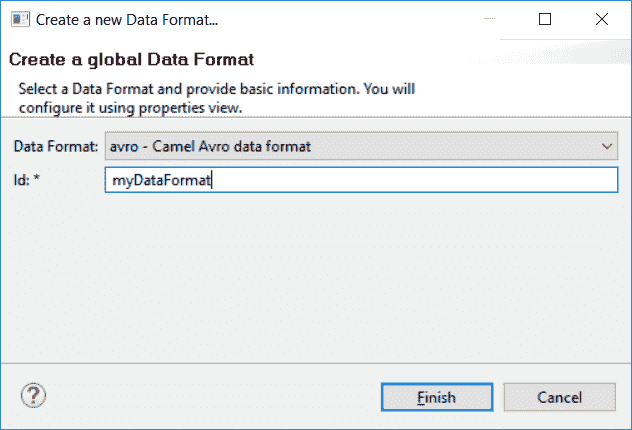 Create a new Data Format...
Create a global Data Format
Select a Data Format and provide basic information. You will
configure it using properties view.
Data Format: avro - Camel Avro data format
Id: * myDataFormat
? Finish Cancel